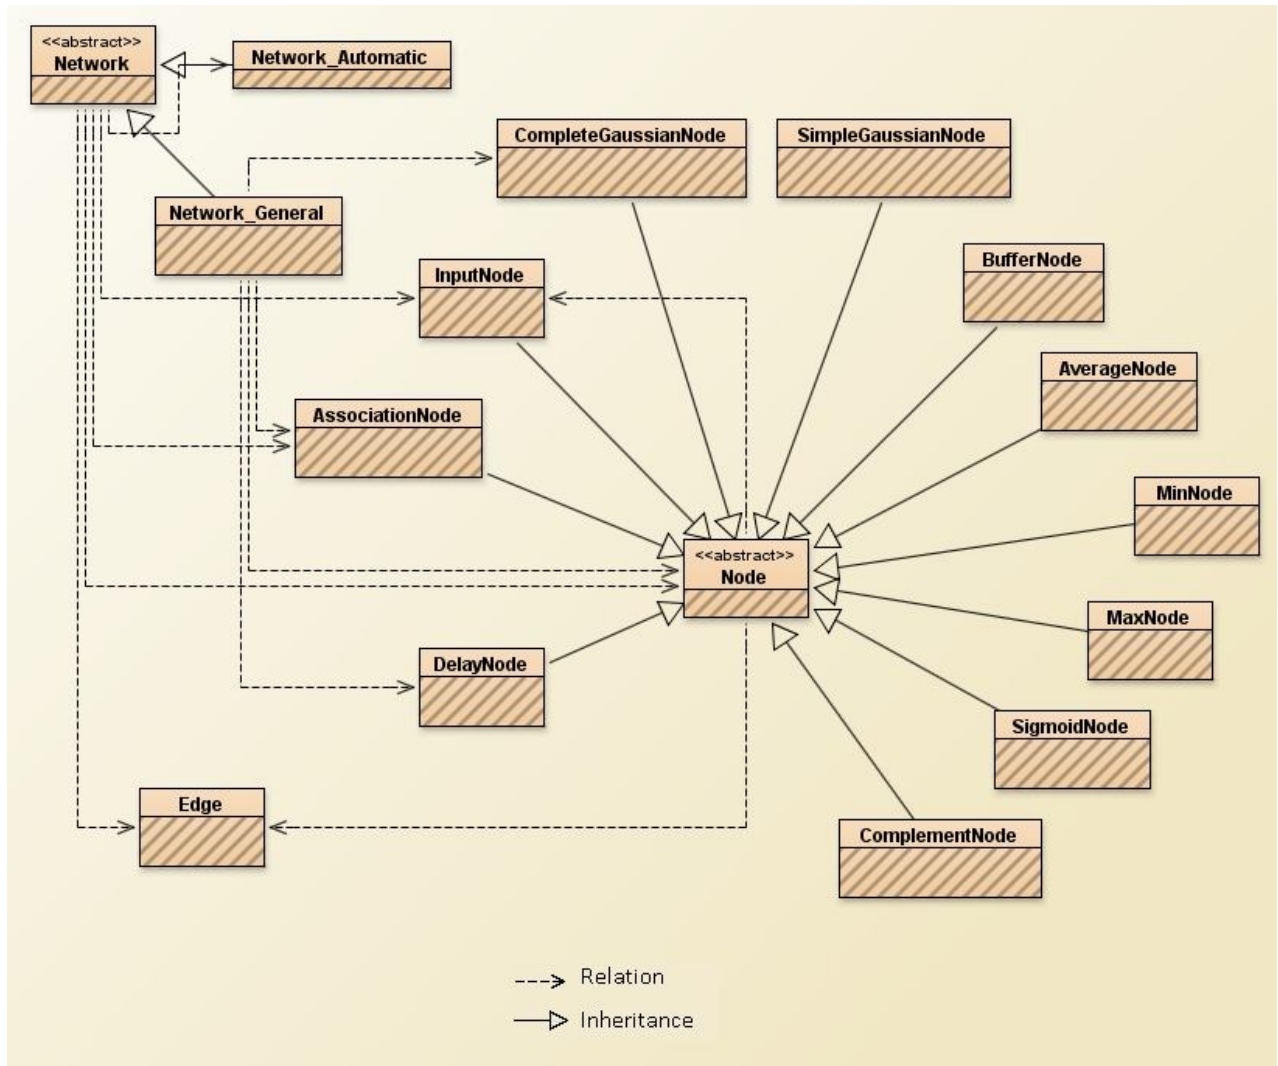 <<abstract>>
Network
Network_Automatic
CompleteGaussianNode
SimpleGaussianNode
Network_General
InputNode
BufferNode
AverageNode
AssociationNode
MinNode
<<abstract>>
Node
MaxNode
DelayNode
SigmoidNode
Edge
ComplementNode
Relation
Inheritance